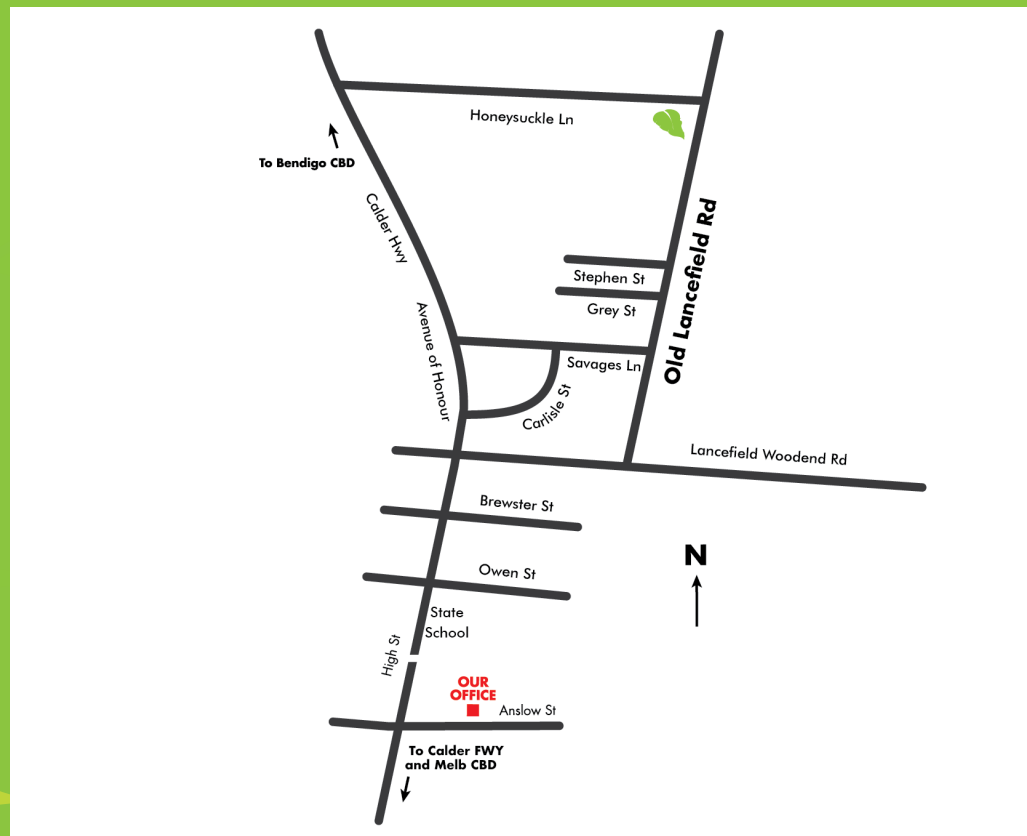 Honeysuckle Ln
To Bendigo CBD
Calder Hwy
Old Lancefield Rd
Stephen St
Grey St
Avenue of Honour
Savages Ln
Carlisle St
Lancefield Woodend Rd
Brewster St
N
Owen St
State
School
High St
OUR
OFFICE
Anslow St
To Calder FWY
and Melb CBD